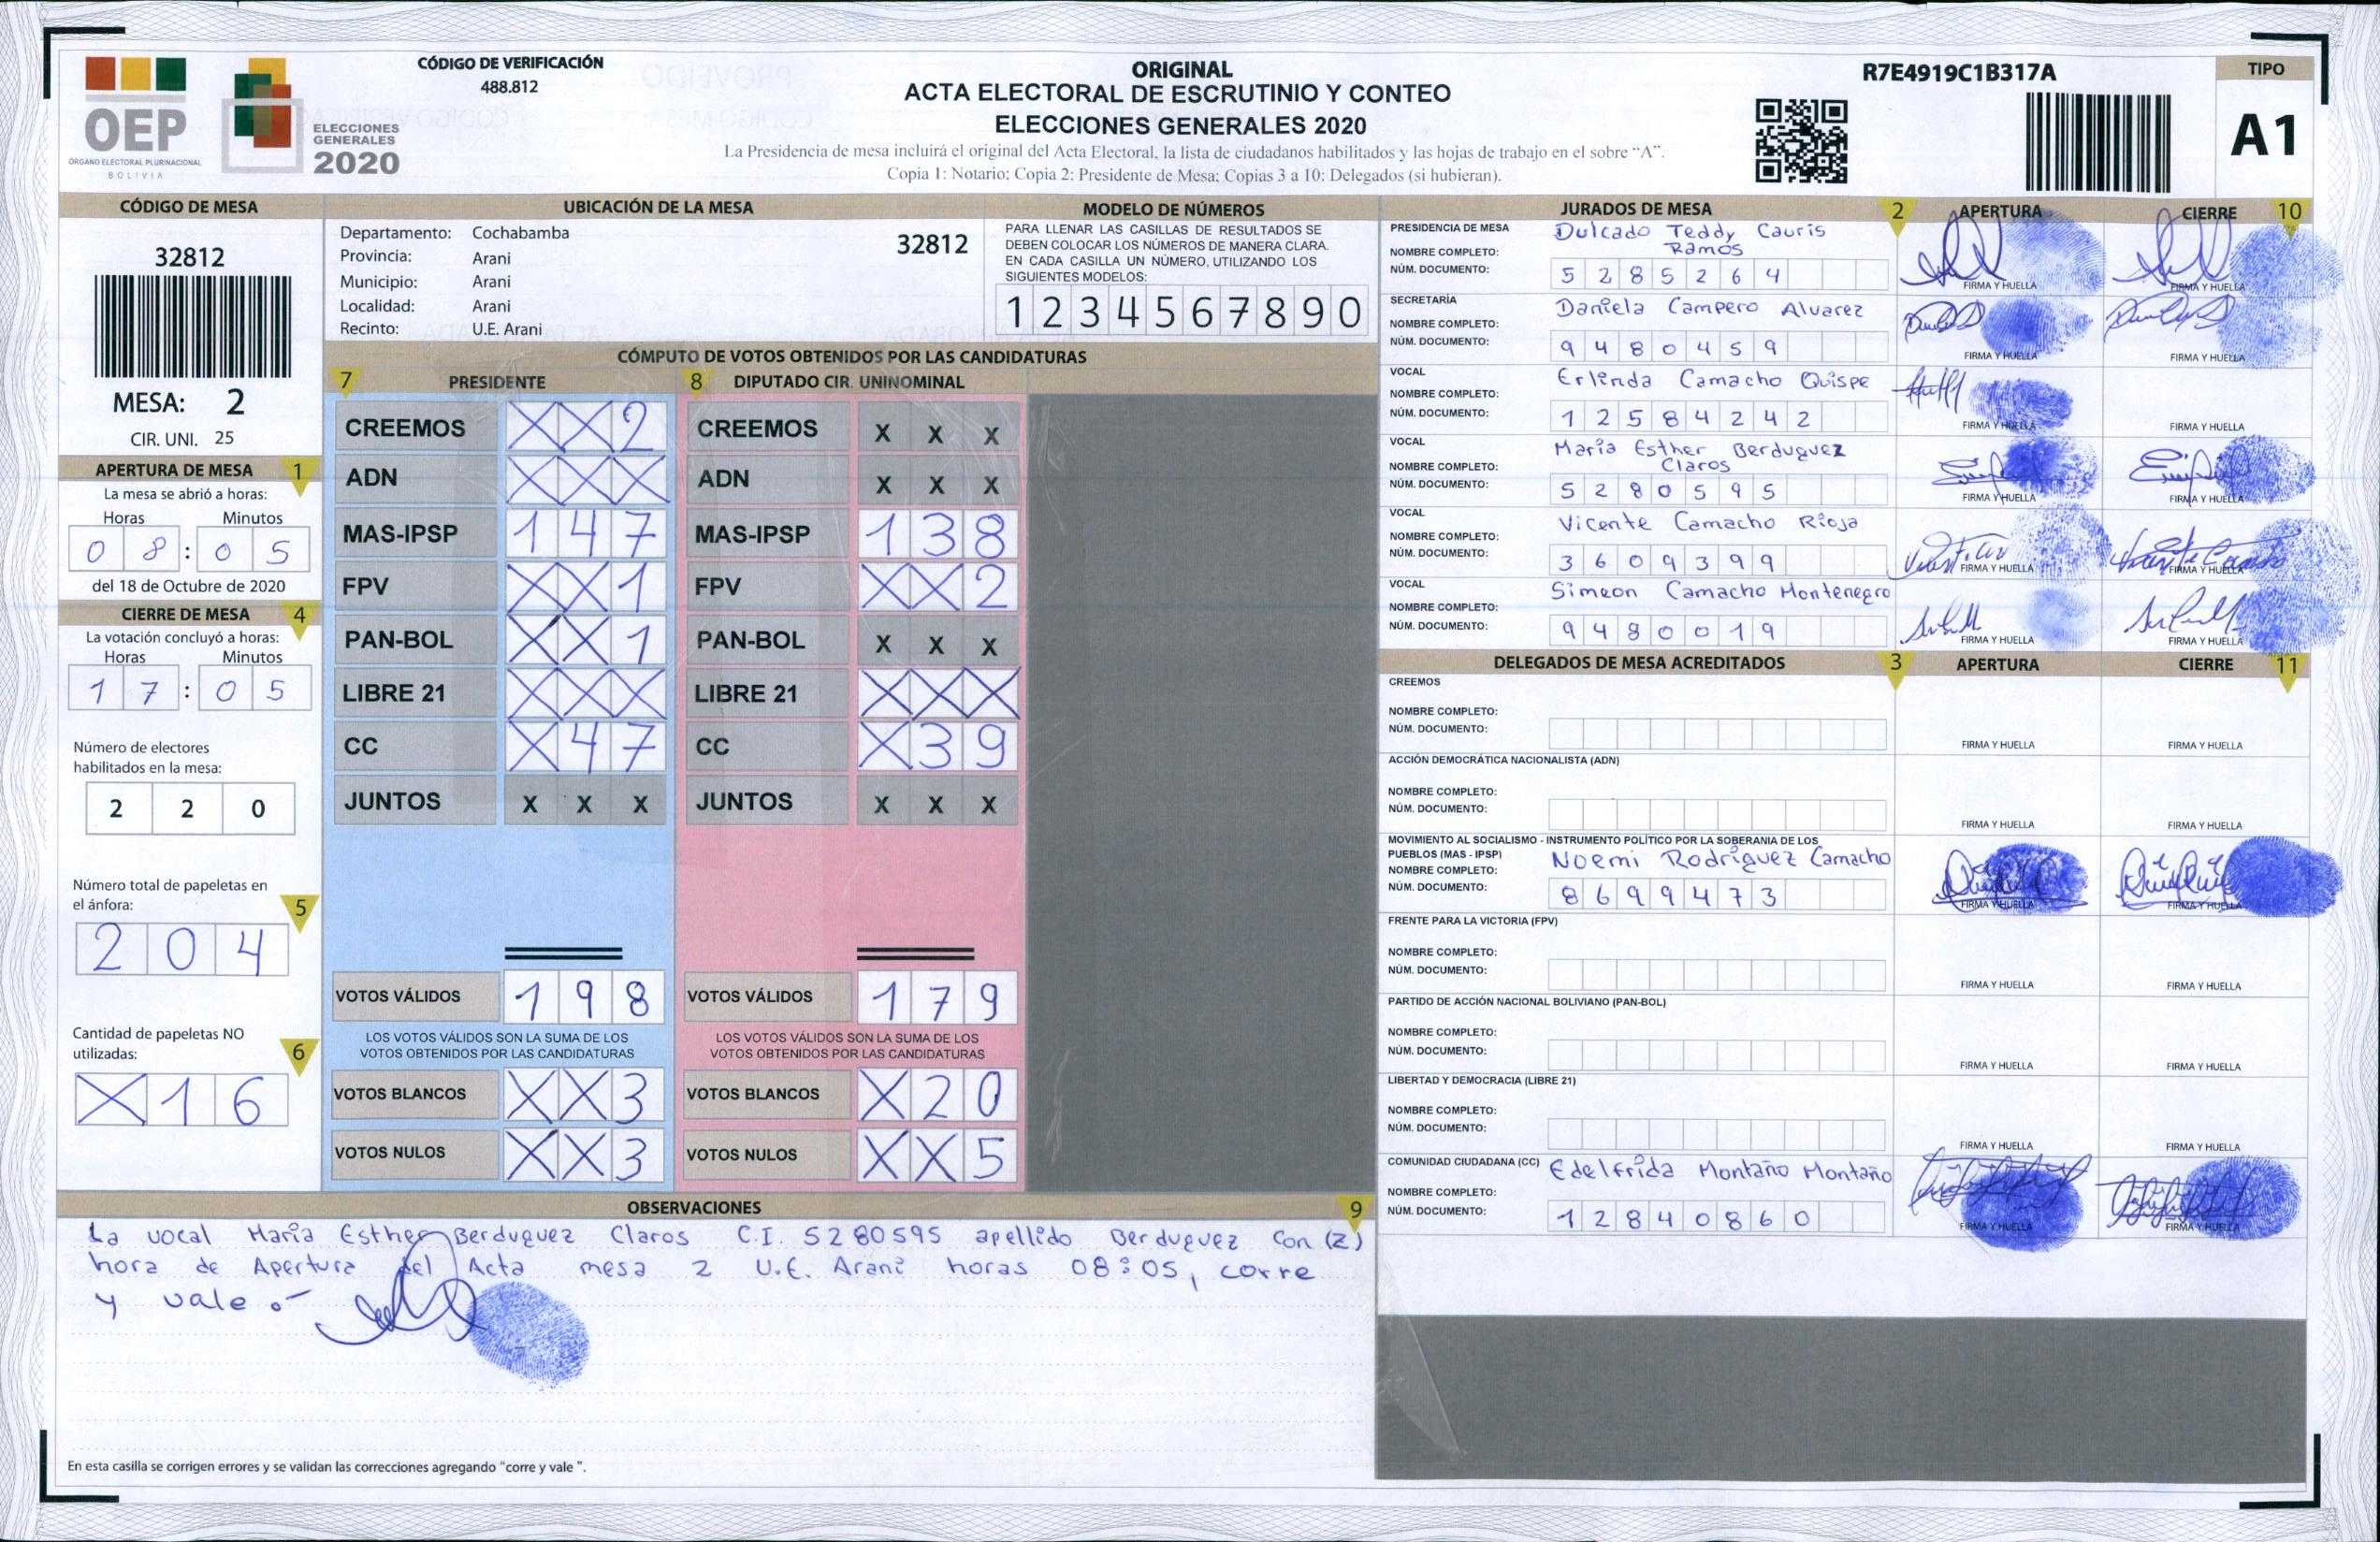 OEP
ÓRGANO ELECTORAL PLURINACIONAL
BOLIVIA
ELECCIONES
GENERALES
2020
CÓDIGO DE VERIFICACIÓN
488.812
ORIGINAL
ACTA ELECTORAL DE ESCRUTINIO Y CONTEO
ELECCIONES GENERALES 2020
La Presidencia de mesa incluirá el original del Acta Electoral, la lista de ciudadanos habilitados y las hojas de trabajo en el sobre “A”.
Copia 1: Notario; Copia 2: Presidente de Mesa; Copias 3 a 10: Delegados (si hubieran).
R7E4919C1B317A
TIPO
A1
CÓDIGO DE MESA
32812
MESA: 2
CIR. UNI. 25
APERTURA DE MESA 1
La mesa se abrió a horas:
Horas Minutos
0 8 : 0 5
del 18 de Octubre de 2020
CIERRE DE MESA 4
La votación concluyó a horas:
Horas Minutos
1 7 : 0 5
Número de electores
habilitados en la mesa:
2 2 0
Número total de papeletas en
el ánfora: 5
2 0 4
Cantidad de papeletas NO
utilizadas: 6
X 1 6
UBICACIÓN DE LA MESA
Departamento: Cochabamba
Provincia: Arani
Municipio: Arani
Localidad: Arani
Recinto: U.E. Arani
32812
MODELO DE NÚMEROS
PARA LLENAR LAS CASILLAS DE RESULTADOS SE
DEBEN COLOCAR LOS NÚMEROS DE MANERA CLARA.
EN CADA CASILLA UN NÚMERO, UTILIZANDO LOS
SIGUIENTES MODELOS:
1 2 3 4 5 6 7 8 9 0
CÓMPUTO DE VOTOS OBTENIDOS POR LAS CANDIDATURAS
7 PRESIDENTE
CREEMOS X X 2
ADN X X X
MAS-IPSP 1 4 7
FPV X X 1
PAN-BOL X X 1
LIBRE 21 X X X
CC X 4 7
JUNTOS X X X
VOTOS VÁLIDOS 1 9 8
LOS VOTOS VÁLIDOS SON LA SUMA DE LOS
VOTOS OBTENIDOS POR LAS CANDIDATURAS
VOTOS BLANCOS X X 3
VOTOS NULOS X X 3
8 DIPUTADO CIR. UNINOMINAL
CREEMOS X X X
ADN X X X
MAS-IPSP 1 3 8
FPV X X 2
PAN-BOL X X X
LIBRE 21 X X X
CC X 3 9
JUNTOS X X X
VOTOS VÁLIDOS 1 7 9
LOS VOTOS VÁLIDOS SON LA SUMA DE LOS
VOTOS OBTENIDOS POR LAS CANDIDATURAS
VOTOS BLANCOS X 2 0
VOTOS NULOS X X 5
OBSERVACIONES 9
La vocal Maria Esther Berduguez Claros C.I. 5280595 apellido Berduguez Con (Z)
hora de Apertura del Acta mesa 2 U.E. Arani horas 08:05, corre
y vale .-
En esta casilla se corrigen errores y se validan las correcciones agregando “corre y vale ”.
JURADOS DE MESA 2 APERTURA CIERRE 10
PRESIDENCIA DE MESA
Dulcado Teddy Cauris
Ramos
NOMBRE COMPLETO:
NÚM. DOCUMENTO: 5 2 8 5 2 6 4
FIRMA Y HUELLA FIRMA Y HUELLA
SECRETARÍA
Daniela Campero Alvarez
NOMBRE COMPLETO:
NÚM. DOCUMENTO: 9 4 8 0 4 5 9
FIRMA Y HUELLA FIRMA Y HUELLA
VOCAL
Erlinda Camacho Quispe
NOMBRE COMPLETO:
NÚM. DOCUMENTO: 1 2 5 8 4 2 4 2
FIRMA Y HUELLA FIRMA Y HUELLA
VOCAL
Maria Esther Berduguez
Claros
NOMBRE COMPLETO:
NÚM. DOCUMENTO: 5 2 8 0 5 9 5
FIRMA Y HUELLA FIRMA Y HUELLA
VOCAL
Vicente Camacho Rioja
NOMBRE COMPLETO:
NÚM. DOCUMENTO: 3 6 0 9 3 9 9
FIRMA Y HUELLA FIRMA Y HUELLA
VOCAL
Simeon Camacho Montenegro
NOMBRE COMPLETO:
NÚM. DOCUMENTO: 9 4 8 0 0 1 9
FIRMA Y HUELLA FIRMA Y HUELLA
DELEGADOS DE MESA ACREDITADOS 3 APERTURA CIERRE 11
CREEMOS
NOMBRE COMPLETO:
NÚM. DOCUMENTO:
FIRMA Y HUELLA FIRMA Y HUELLA
ACCIÓN DEMOCRÁTICA NACIONALISTA (ADN)
NOMBRE COMPLETO:
NÚM. DOCUMENTO:
FIRMA Y HUELLA FIRMA Y HUELLA
MOVIMIENTO AL SOCIALISMO - INSTRUMENTO POLÍTICO POR LA SOBERANIA DE LOS
PUEBLOS (MAS - IPSP) Noemi Rodriguez Camacho
NOMBRE COMPLETO:
NÚM. DOCUMENTO: 8 6 9 9 4 7 3
FIRMA Y HUELLA FIRMA Y HUELLA
FRENTE PARA LA VICTORIA (FPV)
NOMBRE COMPLETO:
NÚM. DOCUMENTO:
FIRMA Y HUELLA FIRMA Y HUELLA
PARTIDO DE ACCIÓN NACIONAL BOLIVIANO (PAN-BOL)
NOMBRE COMPLETO:
NÚM. DOCUMENTO:
FIRMA Y HUELLA FIRMA Y HUELLA
LIBERTAD Y DEMOCRACIA (LIBRE 21)
NOMBRE COMPLETO:
NÚM. DOCUMENTO:
FIRMA Y HUELLA FIRMA Y HUELLA
COMUNIDAD CIUDADANA (CC) Edelfrida Montaño Montaño
NOMBRE COMPLETO:
NÚM. DOCUMENTO: 1 2 8 4 0 8 6 0
FIRMA Y HUELLA FIRMA Y HUELLA